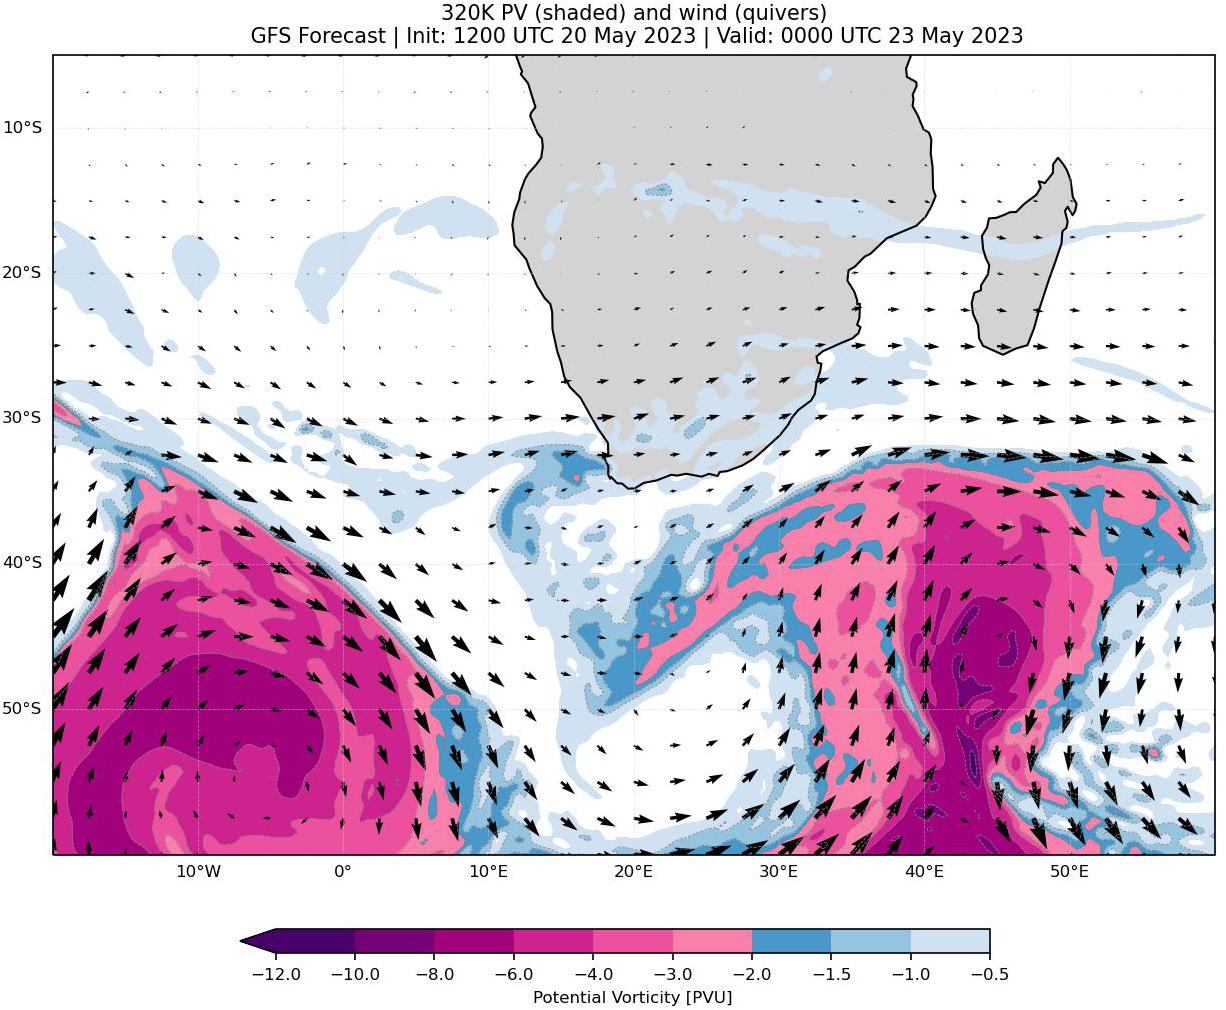 320K PV (shaded) and wind (quivers)
GFS Forecast | Init: 1200 UTC 20 May 2023 | Valid: 0000 UTC 23 May 2023
10°S
20°S
30°S
40°S
50°S
10°W 0° 10°E 20°E 30°E 40°E 50°E
−12.0 −10.0 −8.0 −6.0 −4.0 −3.0 −2.0 −1.5 −1.0 −0.5
Potential Vorticity [PVU]